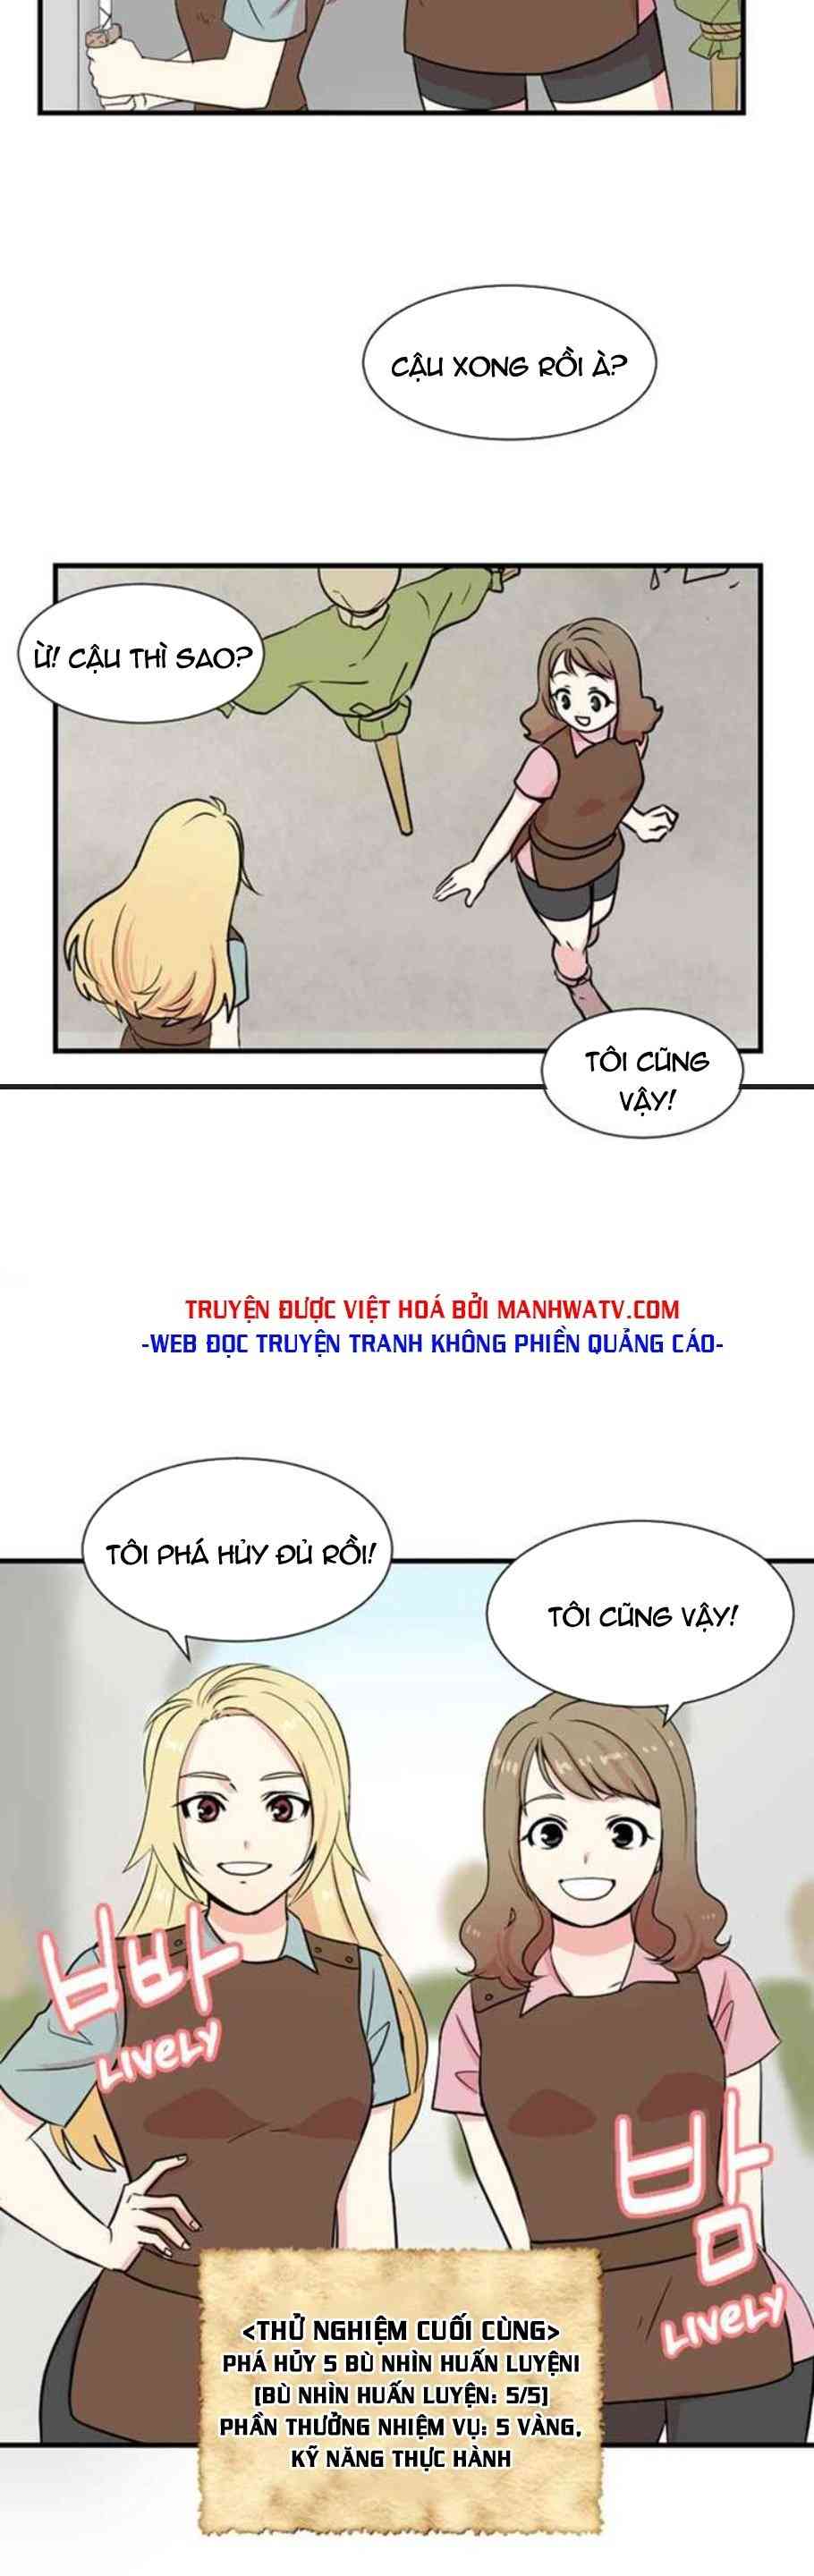 CẬU XONG RỒI À?
Ừ! CẬU THÌ SAO?
TÔI CŨNG
VẬY!
TRUYỆN ĐƯỢC VIỆT HOÁ BỞI MANHWATV.COM
-WEB ĐỌC TRUYỆN TRANH KHÔNG PHIỀN QUẢNG CÁO-
TÔI PHÁ HỦY ĐỦ RỒI!
TÔI CŨNG VẬY!
빠밤
LIVELY
밤
LIVELY
<THỬ NGHIỆM CUỐI CÙNG>
PHÁ HỦY 5 BÙ NHÌN HUẤN LUYỆN!
[BÙ NHÌN HUẤN LUYỆN: 5/5]
PHẦN THƯỞNG NHIỆM VỤ: 5 VÀNG,
KỸ NĂNG THỰC HÀNH